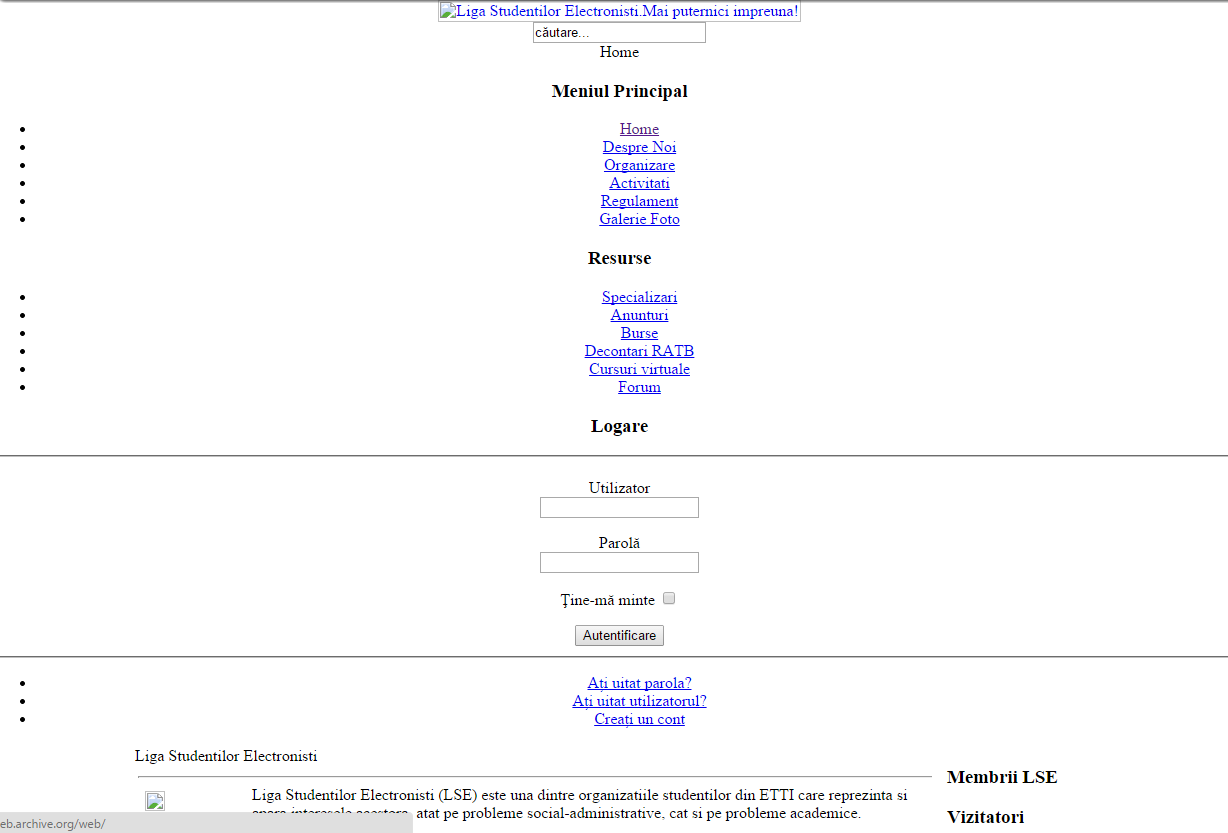 Liga Studentilor Electronisti.Mai puternici impreuna!
căutare...
Home
Meniul Principal
Home
Despre Noi
Organizare
Activitati
Regulament
Galerie Foto
Resurse
Specializari
Anunturi
Burse
Decontari RATB
Cursuri virtuale
Forum
Logare
Utilizator
Parolă
Ţine-mă minte
Autentificare
Ați uitat parola?
Ați uitat utilizatorul?
Creați un cont
Liga Studentilor Electronisti
Membrii LSE
Liga Studentilor Electronisti (LSE) este una dintre organizatiile studentilor din ETTI care reprezinta si
apara interesele acestora, atat pe probleme social-administrative, cat si pe probleme academice.
Vizitatori
eb.archive.org/web/